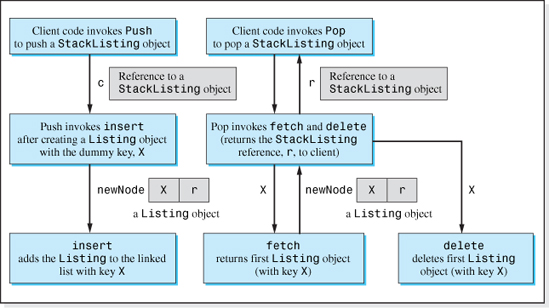 Client code invokes Push
to push a StackListing object
Client code invokes Pop
to pop a StackListing object
c
Reference to a
StackListing object
r
Reference to a
StackListing object
Push invokes insert
after creating a Listing object
with the dummy key, X
Pop invokes fetch and delete
(returns the StackListing
reference, r, to client)
newNode X r
a Listing object
X
newNode X r
a Listing object
X
insert
adds the Listing to the linked
list with key X
fetch
returns first Listing object
(with key X)
delete
deletes first Listing
object (with key X)